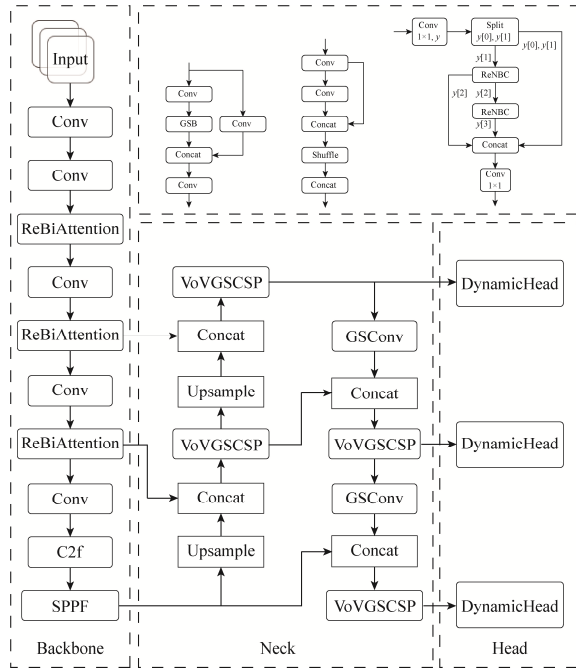 Input
Conv
Conv
ReBiAttention
Conv
ReBiAttention
Conv
ReBiAttention
Conv
C2f
SPPF
Backbone
Conv
GSB
Conv
Concat
Conv
Conv
Conv
Concat
Shuffle
Concat
Conv
1×1, y
Split
y[0], y[1]
y[0], y[1]
y[1]
ReNBC
y[2]
y[2]
ReNBC
y[3]
Concat
Conv
1×1
VoVGSCSP
Concat
Upsample
VoVGSCSP
Concat
Upsample
GSConv
Concat
VoVGSCSP
GSConv
Concat
VoVGSCSP
Neck
DynamicHead
DynamicHead
DynamicHead
Head